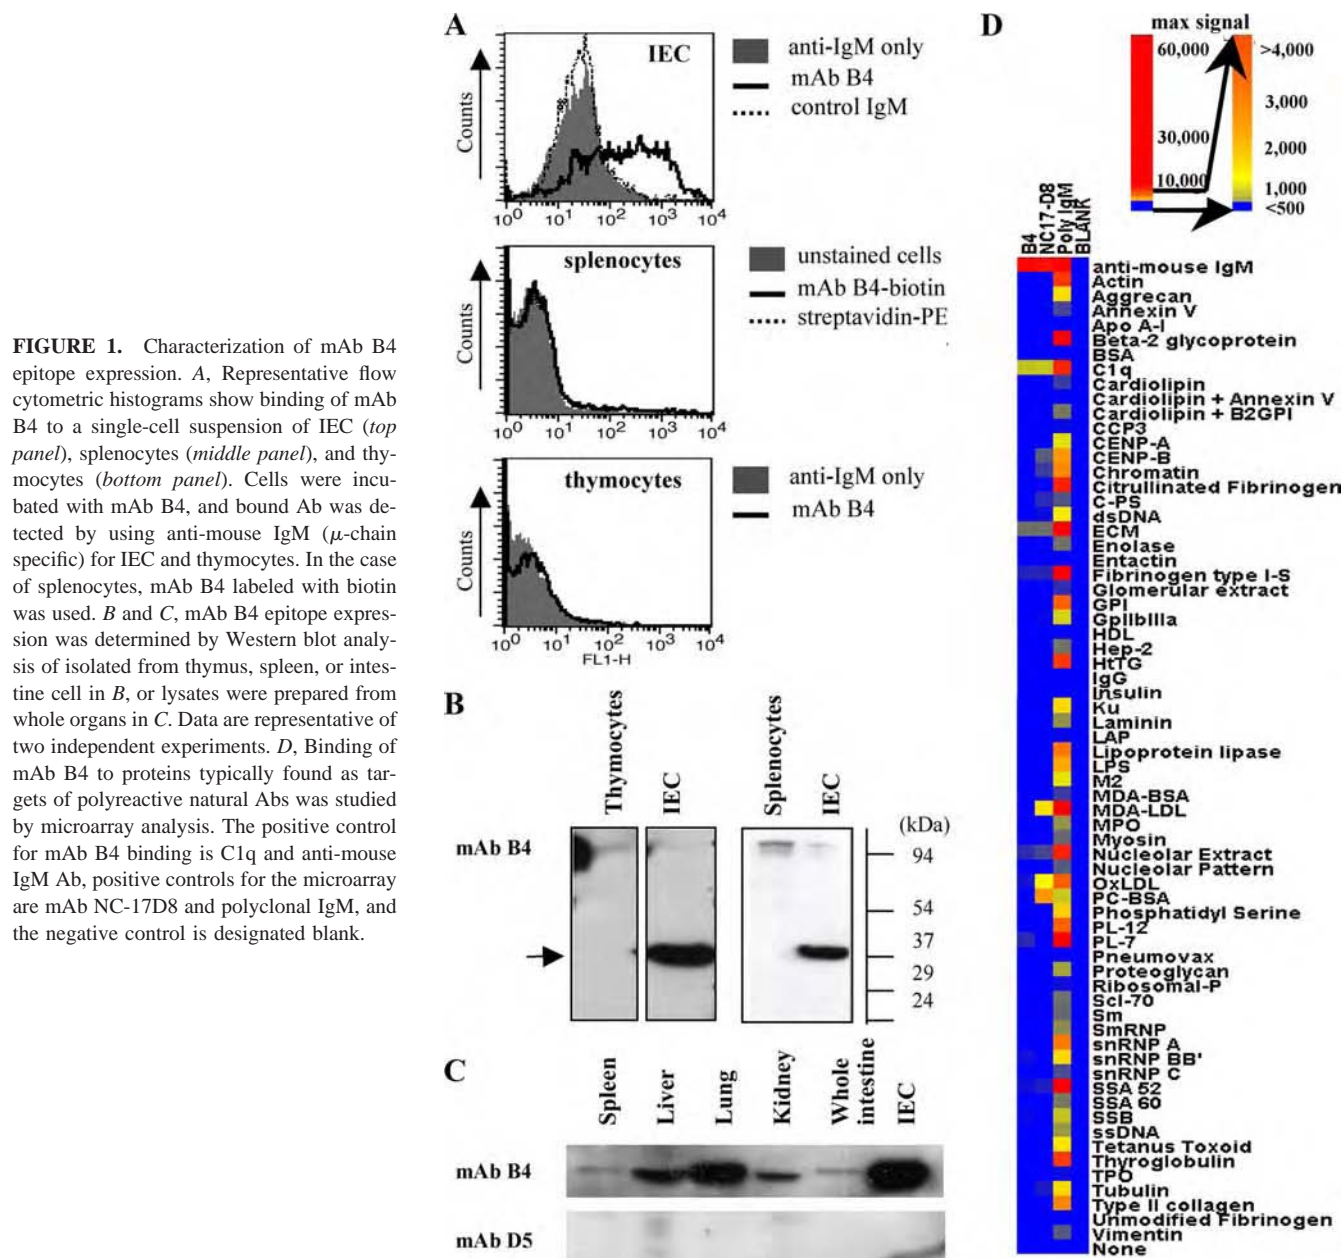 FIGURE 1. Characterization of mAb B4
epitope expression. A, Representative flow
cytometric histograms show binding of mAb
B4 to a single-cell suspension of IEC (top
panel), splenocytes (middle panel), and thy-
mocytes (bottom panel). Cells were incu-
bated with mAb B4, and bound Ab was de-
tected by using anti-mouse IgM (μ-chain
specific) for IEC and thymocytes. In the case
of splenocytes, mAb B4 labeled with biotin
was used. B and C, mAb B4 epitope expres-
sion was determined by Western blot analy-
sis of isolated from thymus, spleen, or intes-
tine cell in B, or lysates were prepared from
whole organs in C. Data are representative of
two independent experiments. D, Binding of
mAb B4 to proteins typically found as tar-
gets of polyreactive natural Abs was studied
by microarray analysis. The positive control
for mAb B4 binding is C1q and anti-mouse
IgM Ab, positive controls for the microarray
are mAb NC-17D8 and polyclonal IgM, and
the negative control is designated blank.
A
IEC
Counts
10⁰ 10¹ 10² 10³ 10⁴
anti-IgM only
mAb B4
control IgM
splenocytes
Counts
10⁰ 10¹ 10² 10³ 10⁴
unstained cells
mAb B4-biotin
streptavidin-PE
thymocytes
Counts
10⁰ 10¹ 10² 10³ 10⁴
FL1-H
anti-IgM only
mAb B4
B
Thymocytes
IEC
Splenocytes
IEC
(kDa)
mAb B4
94
54
37
29
24
C
Spleen
Liver
Lung
Kidney
Whole
intestine
IEC
mAb B4
mAb D5
D
max signal
60,000
30,000
10,000
>4,000
3,000
2,000
1,000
<500
B4
NC17-D8
Poly IgM
BLANK
anti-mouse IgM
Actin
Aggrecan
Annexin V
Apo A-I
Beta-2 glycoprotein
BSA
C1q
Cardiolipin
Cardiolipin + Annexin V
Cardiolipin + B2GPI
CCP3
CENP-A
CENP-B
Chromatin
Citrullinated Fibrinogen
C-PS
dsDNA
ECM
Enolase
Entactin
Fibrinogen type I-S
Glomerular extract
GPI
GpIIbIIIa
HDL
Hep-2
HtTG
IgG
Insulin
Ku
Laminin
LAP
Lipoprotein lipase
LPS
M2
MDA-BSA
MDA-LDL
MPO
Myosin
Nucleolar Extract
Nucleolar Pattern
OxLDL
PC-BSA
Phosphatidyl Serine
PL-12
PL-7
Pneumovax
Proteoglycan
Ribosomal-P
Scl-70
Sm
SmRNP
snRNP A
snRNP BB'
snRNP C
SSA 52
SSA 60
SSB
ssDNA
Tetanus Toxoid
Thyroglobulin
TPO
Tubulin
Type II collagen
Unmodified Fibrinogen
Vimentin
None